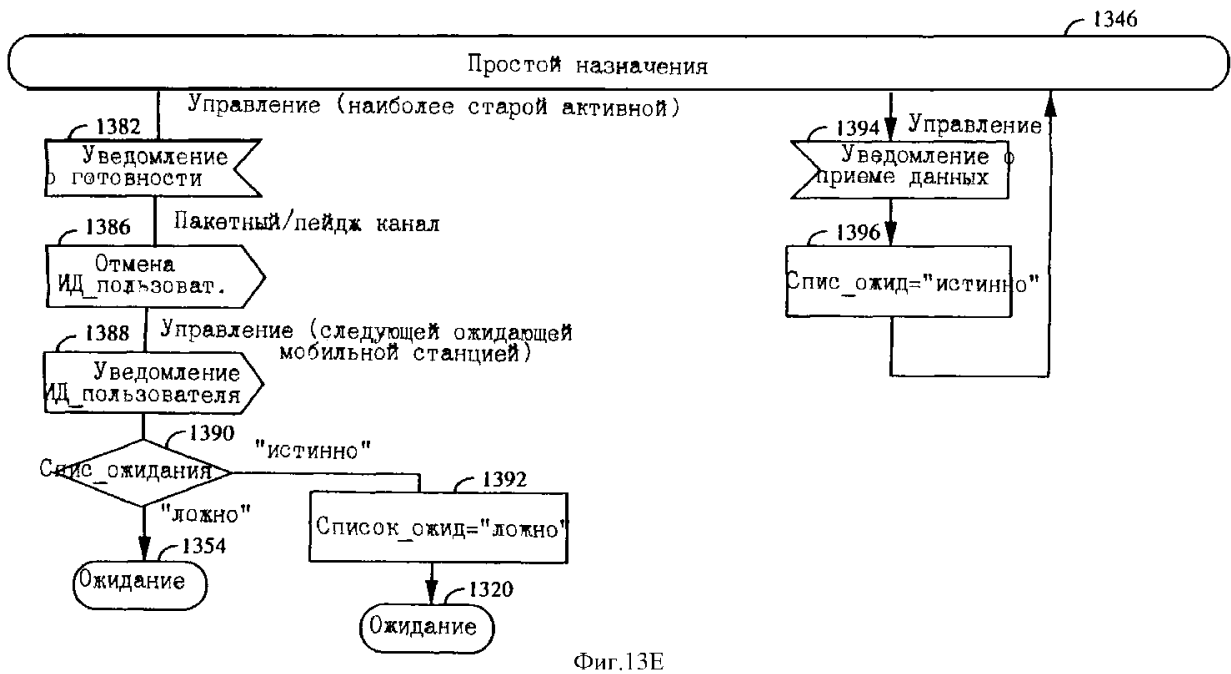 1346
Простой назначения
Управление (наиболее старой активной)
1382
Уведомление
о готовности
Пакетный/пейдж канал
1386
Отмена
ИД_пользоват.
Управление (следующей ожидающей
мобильной станцией)
1388
Уведомление
ИД_пользователя
1390
Спис_ожидания
"истинно"
"ложно"
1354
Ожидание
1392
Список_ожид="ложно"
1320
Ожидание
1394
Управление
Уведомление о
приеме данных
1396
Спис_ожид="истинно"
Фиг.13Е